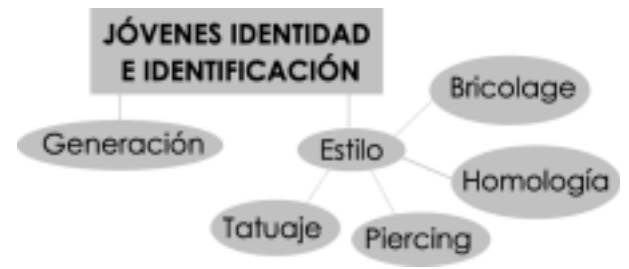 JÓVENES IDENTIDAD
E IDENTIFICACIÓN
Generación
Estilo
Bricolage
Homología
Tatuaje
Piercing